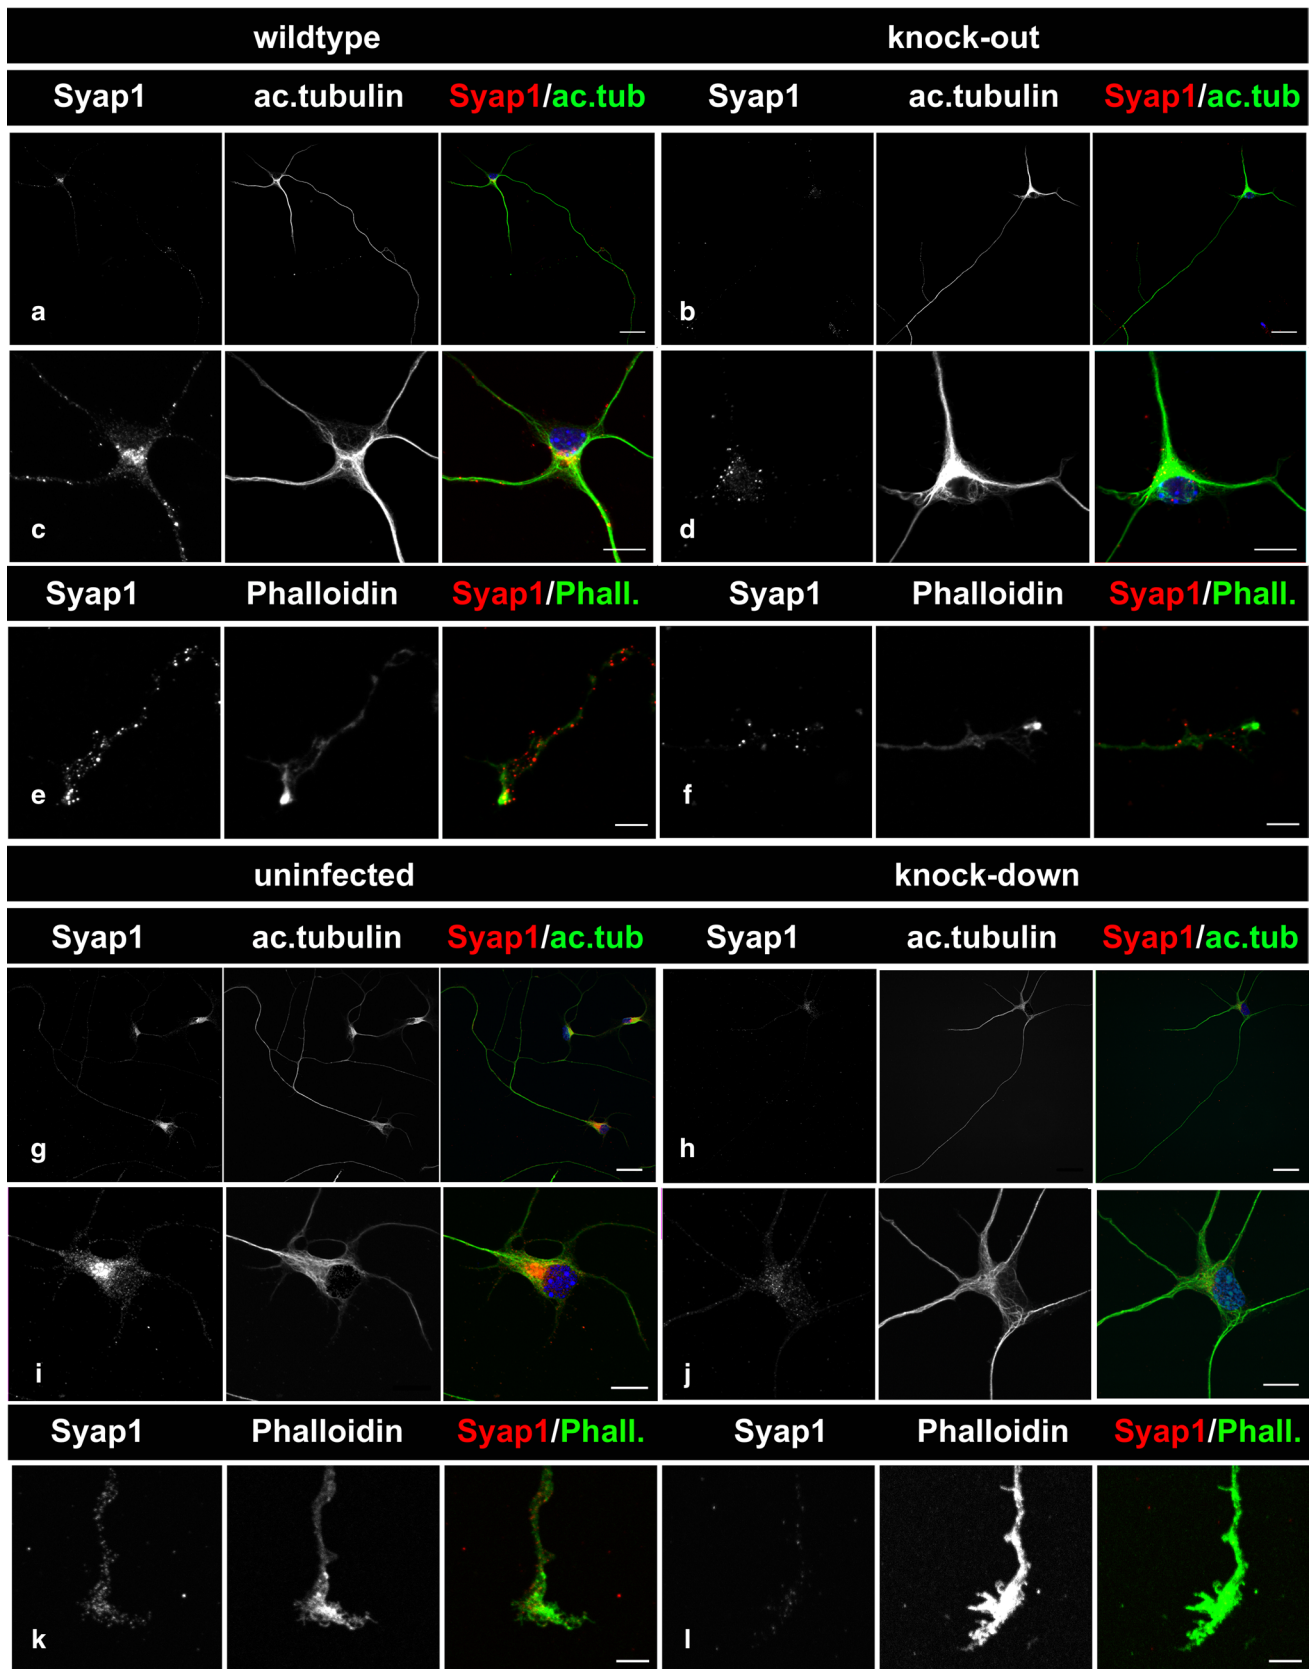 wildtype knock-out
Syap1 ac.tubulin Syap1/ac.tub Syap1 ac.tubulin Syap1/ac.tub
a b
c d
Syap1 Phalloidin Syap1/Phall. Syap1 Phalloidin Syap1/Phall.
e f
uninfected knock-down
Syap1 ac.tubulin Syap1/ac.tub Syap1 ac.tubulin Syap1/ac.tub
g h
i j
Syap1 Phalloidin Syap1/Phall. Syap1 Phalloidin Syap1/Phall.
k l